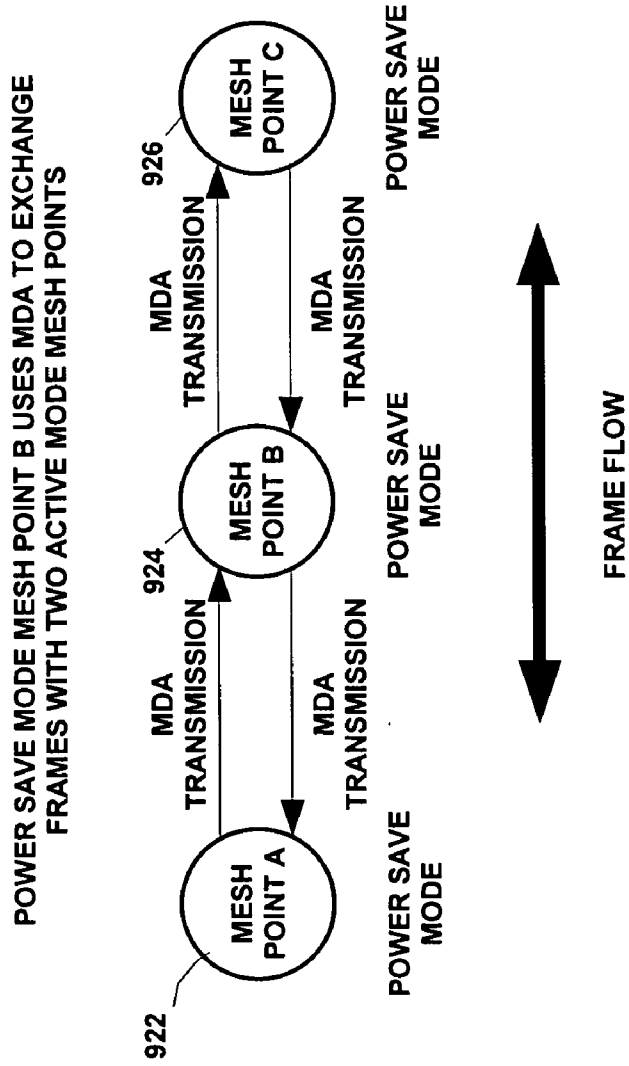 POWER SAVE MODE MESH POINT B USES MDA TO EXCHANGE
FRAMES WITH TWO ACTIVE MODE MESH POINTS
922
MESH
POINT A
POWER SAVE
MODE
MDA
TRANSMISSION
MDA
TRANSMISSION
924
MESH
POINT B
POWER SAVE
MODE
MDA
TRANSMISSION
MDA
TRANSMISSION
926
MESH
POINT C
POWER SAVE
MODE
FRAME FLOW